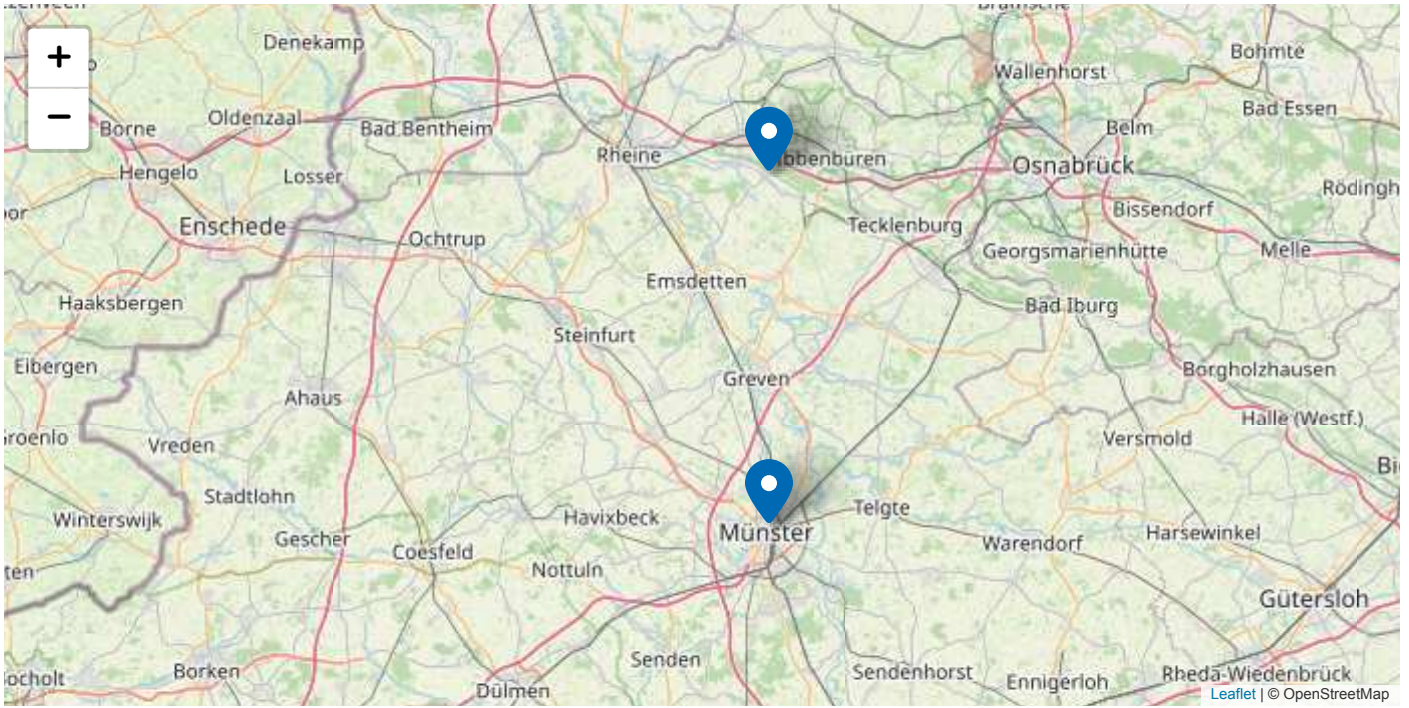 +
−
Denekamp
Bohmte
Wallenhorst
Bad Essen
Oldenzaal
Borne
Bad Bentheim
Belm
Rheine
Osnabrück
Hengelo
Losser
Bissendorf
Enschede
Tecklenburg
Ochtrup
Georgsmarienhütte
Melle
Emsdetten
Haaksbergen
Bad Iburg
Steinfurt
Eibergen
Greven
Borgholzhausen
Ahaus
Halle (Westf.)
Versmold
Vreden
Stadtlohn
Telgte
Havixbeck
Winterswijk
Münster
Harsewinkel
Gescher
Warendorf
Coesfeld
Nottuln
Gütersloh
Senden
Borken
Sendenhorst
Rheda-Wiedenbrück
Ennigerloh
Dülmen
Leaflet | © OpenStreetMap